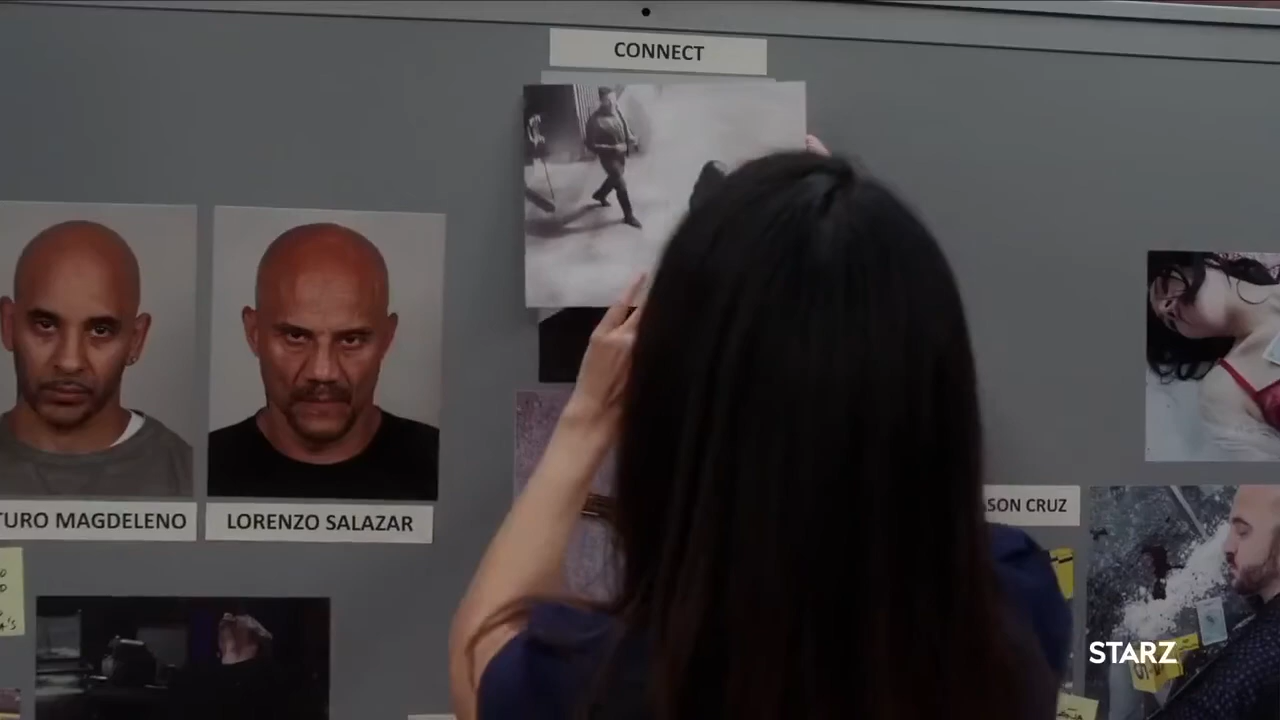 CONNECT
TURO MAGDELENO
LORENZO SALAZAR
SON CRUZ
STARZ